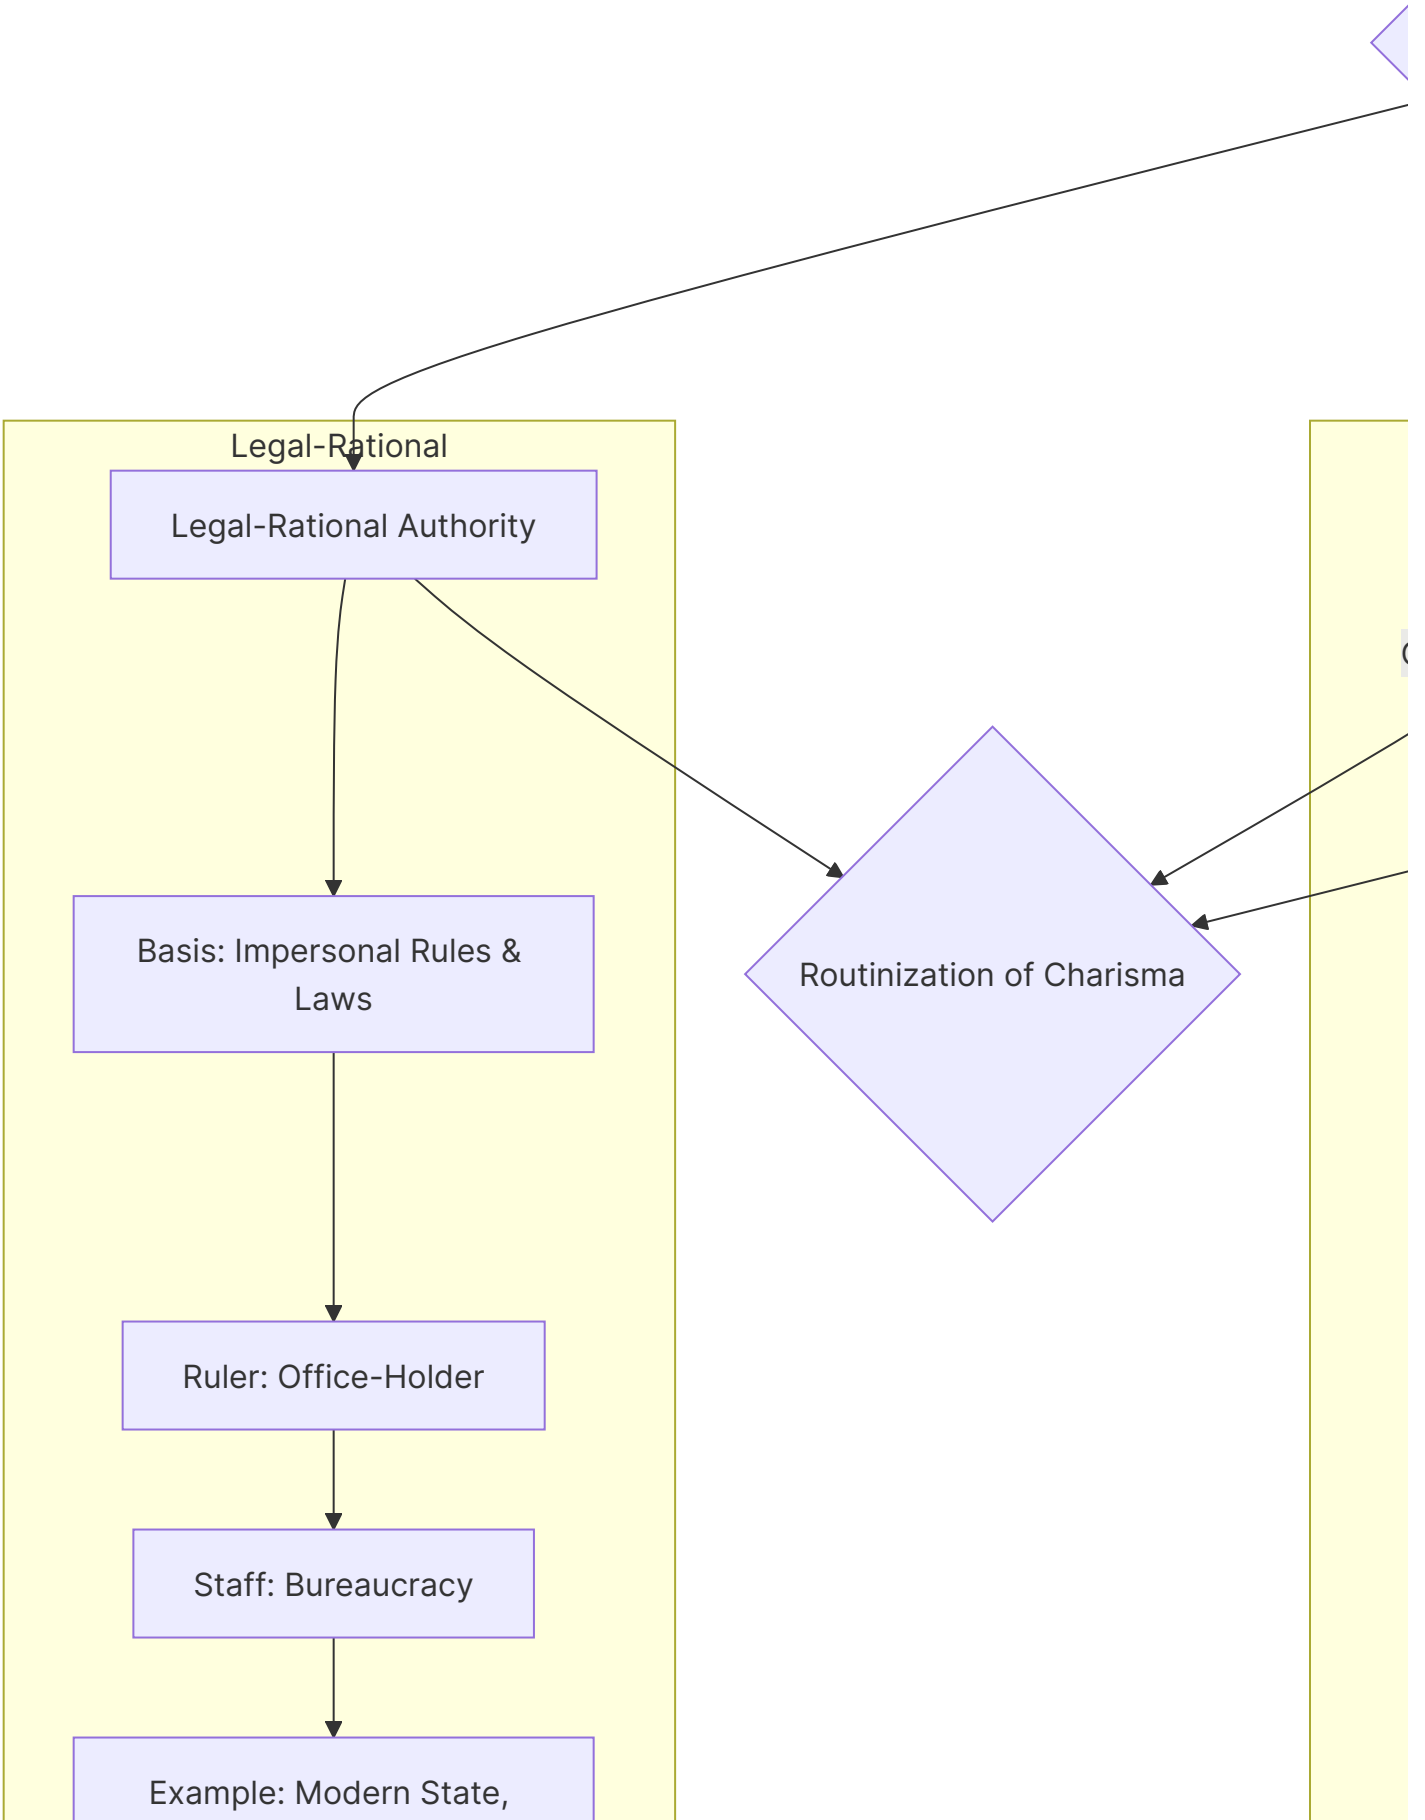 Legal-Rational
Legal-Rational Authority
Basis: Impersonal Rules &
Laws
Routinization of Charisma
Ruler: Office-Holder
Staff: Bureaucracy
Example: Modern State,